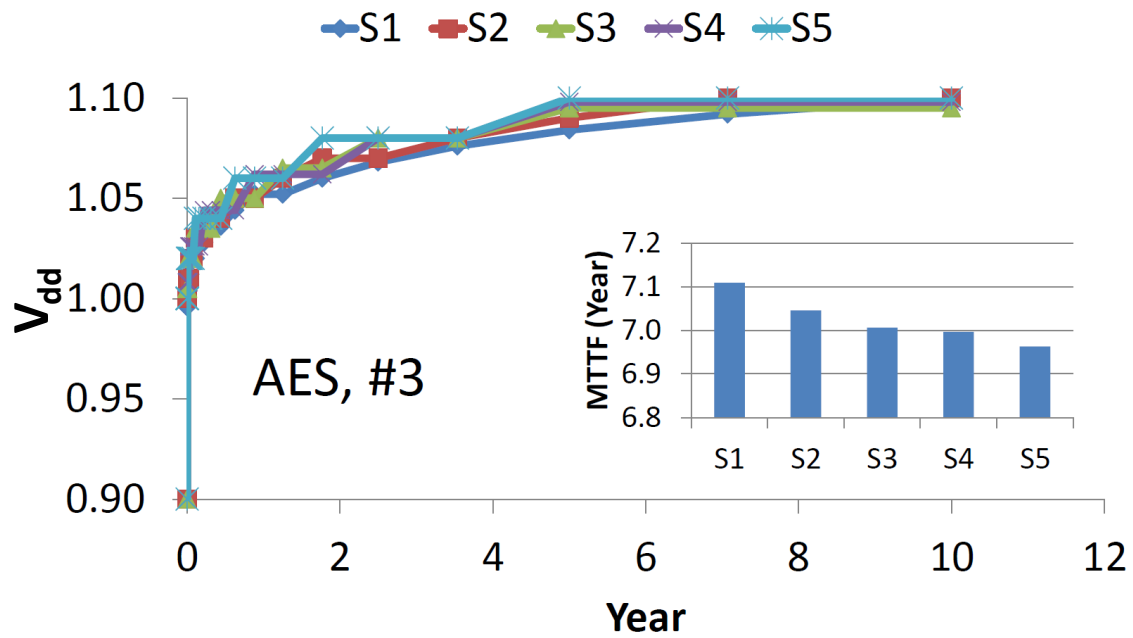 S1 S2 S3 S4 S5
1.10
1.05
1.00
0.95
0.90
Vdd
AES, #3
0 2 4 6 8 10 12
Year
7.2
7.1
7.0
6.9
6.8
MTTF (Year)
S1 S2 S3 S4 S5